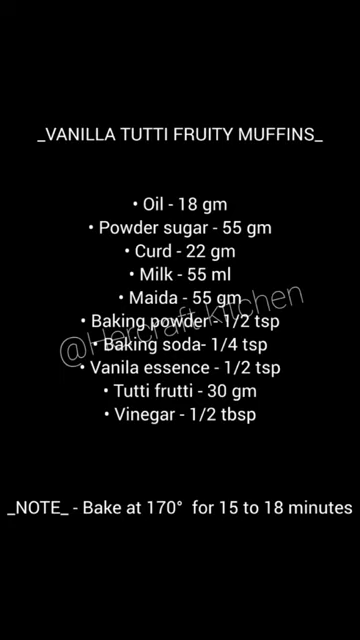 _VANILLA TUTTI FRUITY MUFFINS_
• Oil - 18 gm
• Powder sugar - 55 gm
• Curd - 22 gm
• Milk - 55 ml
• Maida - 55 gm
• Baking powder - 1/2 tsp
• Baking soda- 1/4 tsp
• Vanila essence - 1/2 tsp
• Tutti frutti - 30 gm
• Vinegar - 1/2 tbsp
@Hercraft.kitchen
_NOTE_ - Bake at 170° for 15 to 18 minutes